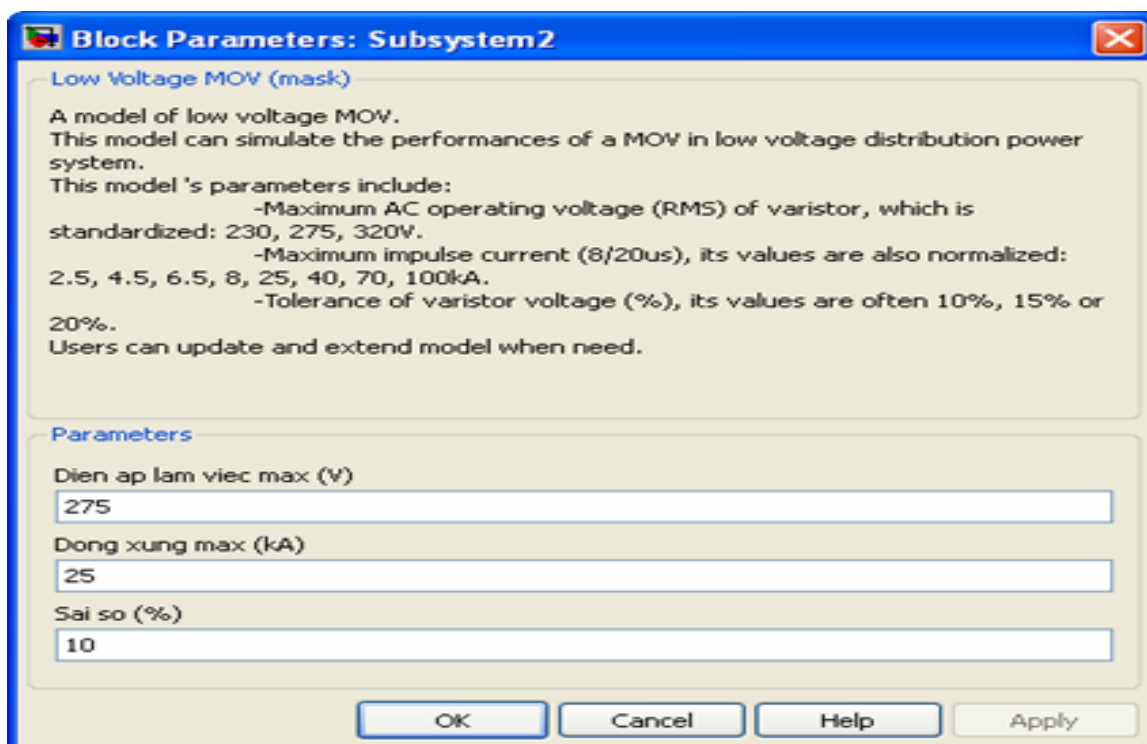 Block Parameters: Subsystem2
Low Voltage MOV (mask)
A model of low voltage MOV.
This model can simulate the performances of a MOV in low voltage distribution power
system.
This model 's parameters include:
-Maximum AC operating voltage (RMS) of varistor, which is
standardized: 230, 275, 320V.
-Maximum impulse current (8/20us), its values are also normalized:
2.5, 4.5, 6.5, 8, 25, 40, 70, 100kA.
-Tolerance of varistor voltage (%), its values are often 10%, 15% or
20%.
Users can update and extend model when need.
Parameters
Dien ap lam viec max (V)
275
Dong xung max (kA)
25
Sai so (%)
10
OK Cancel Help Apply